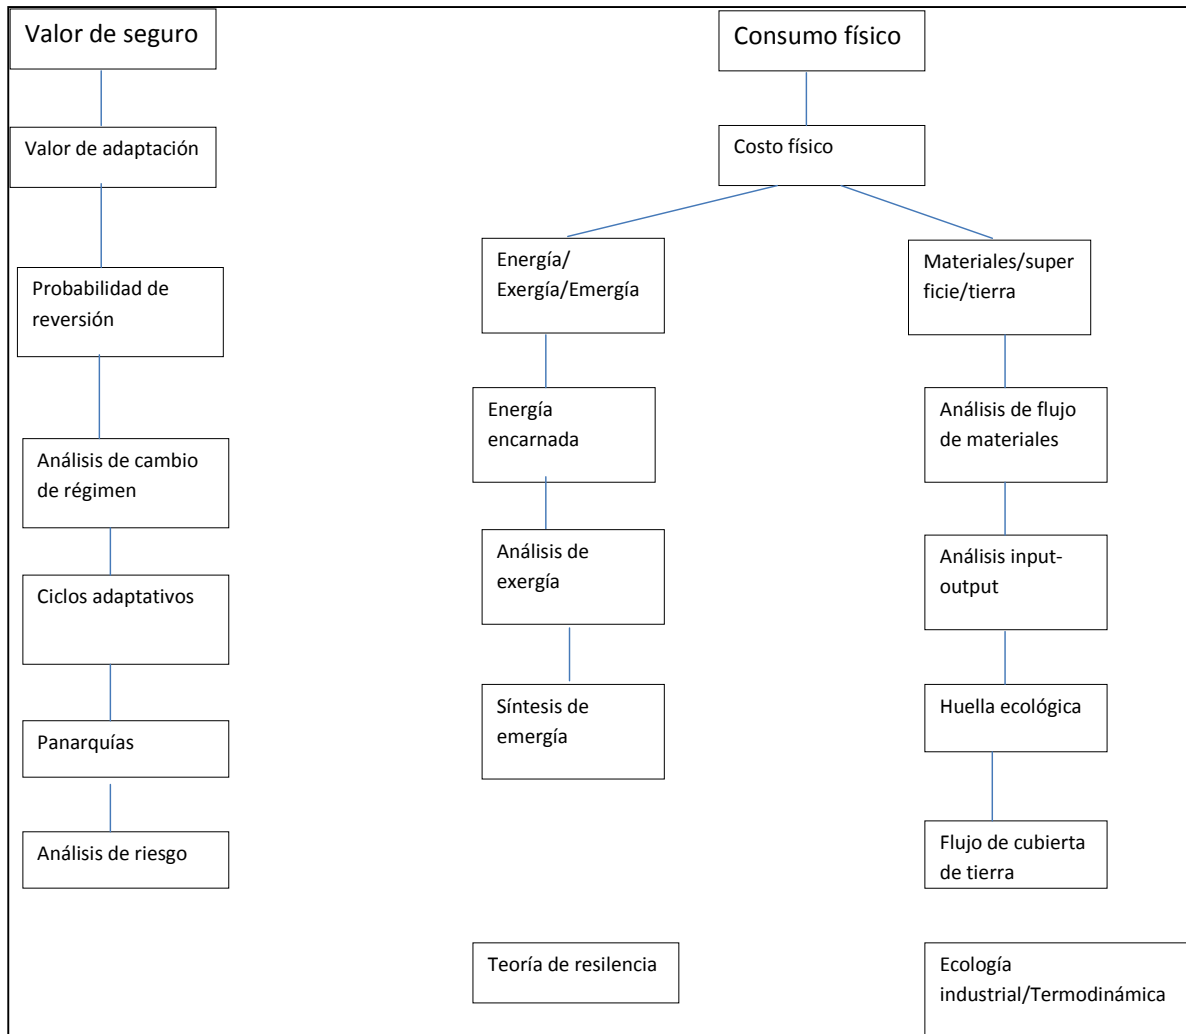 Valor de seguro
Consumo físico
Valor de adaptación
Costo físico
Energía/
Exergía/Emergía
Materiales/super
ficie/tierra
Probabilidad de
reversión
Energía
encarnada
Análisis de flujo
de materiales
Análisis de cambio
de régimen
Análisis de
exergía
Análisis input-
output
Ciclos adaptativos
Síntesis de
emergía
Huella ecológica
Panarquías
Análisis de riesgo
Flujo de cubierta
de tierra
Teoría de resilencia
Ecología
industrial/Termodinámica